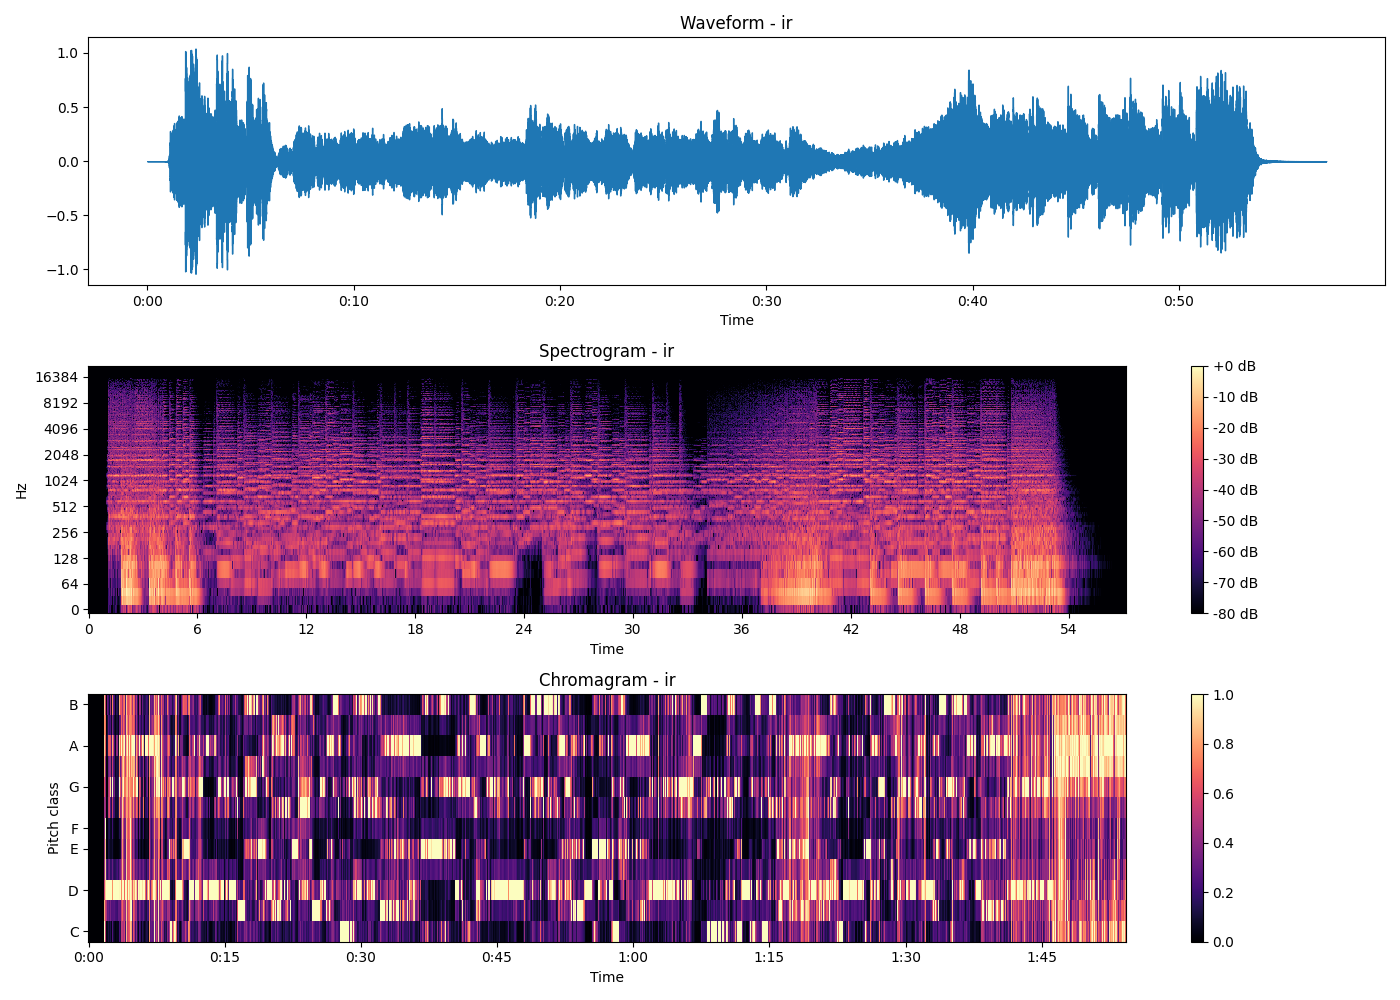 Waveform - ir
1.0
0.5
0.0
−0.5
−1.0
0:00 0:10 0:20 0:30 0:40 0:50
Time
Spectrogram - ir
Hz
16384
8192
4096
2048
1024
512
256
128
64
0
0 6 12 18 24 30 36 42 48 54
Time
+0 dB
-10 dB
-20 dB
-30 dB
-40 dB
-50 dB
-60 dB
-70 dB
-80 dB
Chromagram - ir
Pitch class
B
A
G
F
E
D
C
0:00 0:15 0:30 0:45 1:00 1:15 1:30 1:45
Time
1.0
0.8
0.6
0.4
0.2
0.0